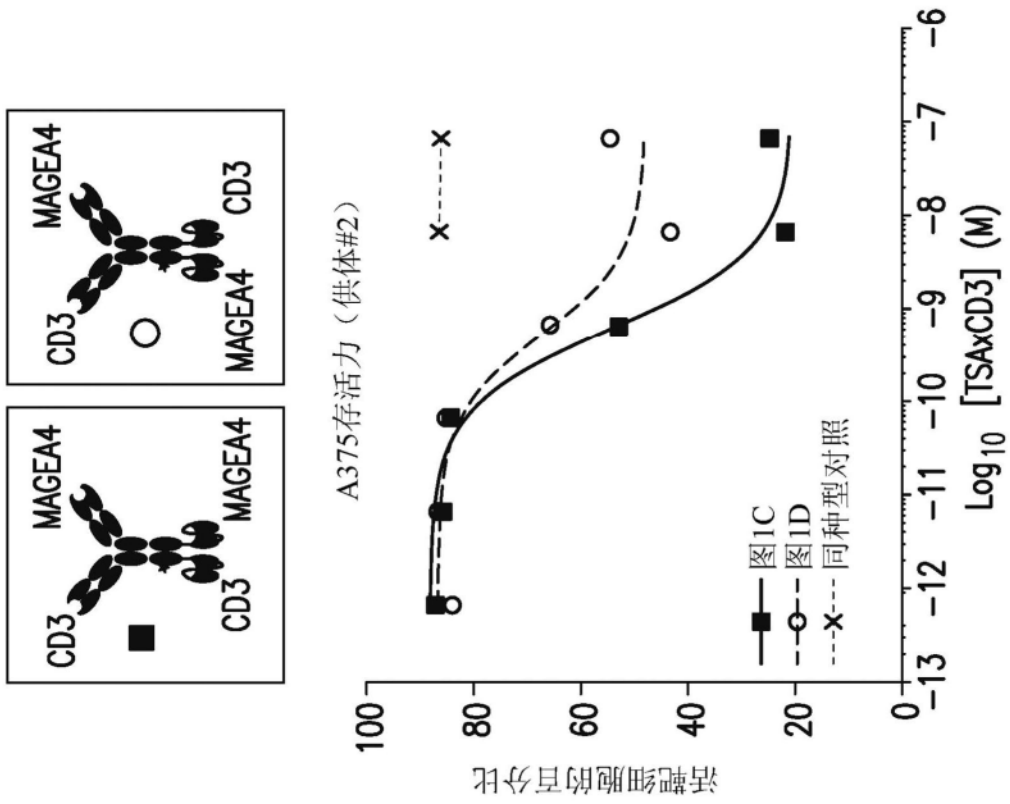 CD3
MAGEA4
CD3
MAGEA4
CD3
MAGEA4
MAGEA4
CD3
A375存活力（供体#2）
活靶细胞的百分比
100
80
60
40
20
0
图1C
图1D
同种型对照
-13
-12
-11
-10
-9
-8
-7
-6
Log10 [TSAxCD3] (M)